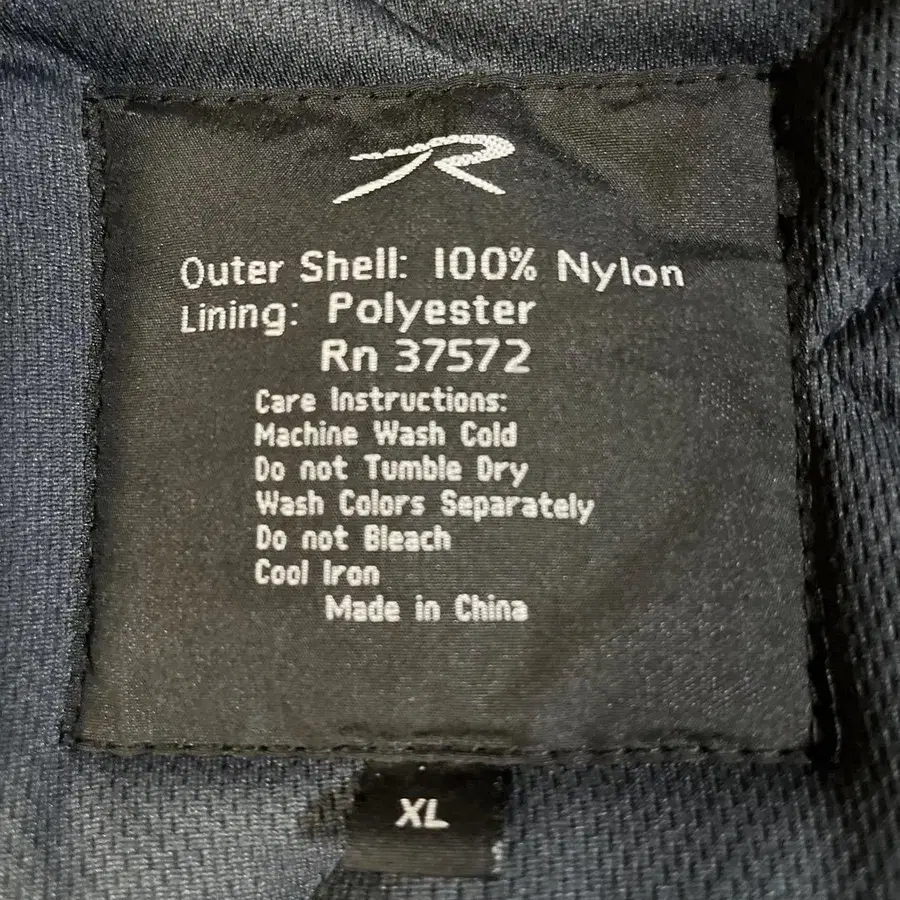 R
Outer Shell: 100% Nylon
Lining: Polyester
Rn 37572
Care Instructions:
Machine Wash Cold
Do not Tumble Dry
Wash Colors Separately
Do not Bleach
Cool Iron
Made in China
XL